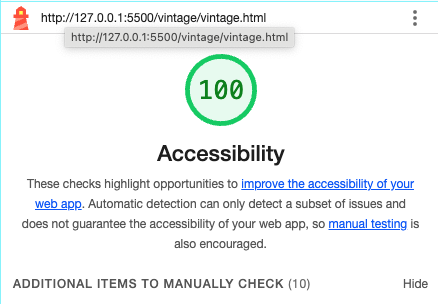 http://127.0.0.1:5500/vintage/vintage.html
http://127.0.0.1:5500/vintage/vintage.html
100
Accessibility
These checks highlight opportunities to improve the accessibility of your
web app. Automatic detection can only detect a subset of issues and
does not guarantee the accessibility of your web app, so manual testing is
also encouraged.
ADDITIONAL ITEMS TO MANUALLY CHECK (10) Hide